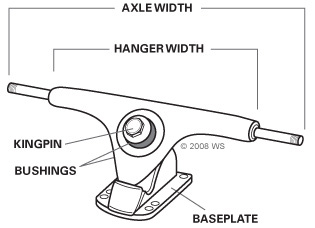 AXLE WIDTH
HANGER WIDTH
KINGPIN
© 2008 WS
BUSHINGS
BASEPLATE